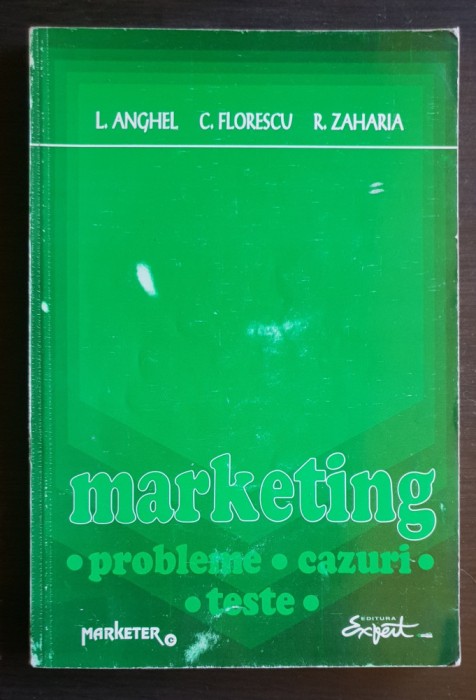 L. ANGHEL C. FLORESCU R. ZAHARIA
marketing
• probleme • cazuri •
• teste •
MARKETER e
EDITURA
Expert